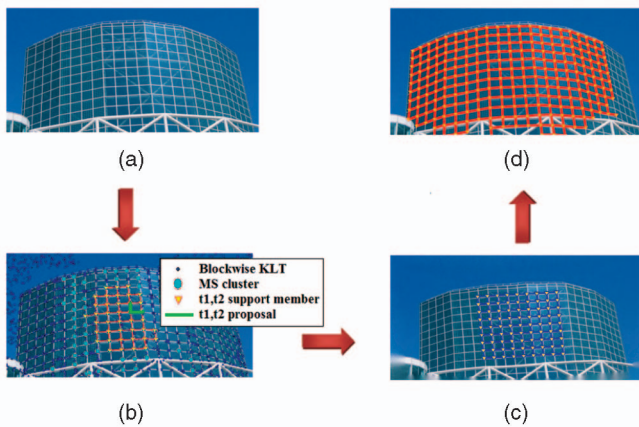 (a)
(d)
Blockwise KLT
MS cluster
t1,t2 support member
t1,t2 proposal
(b)
(c)